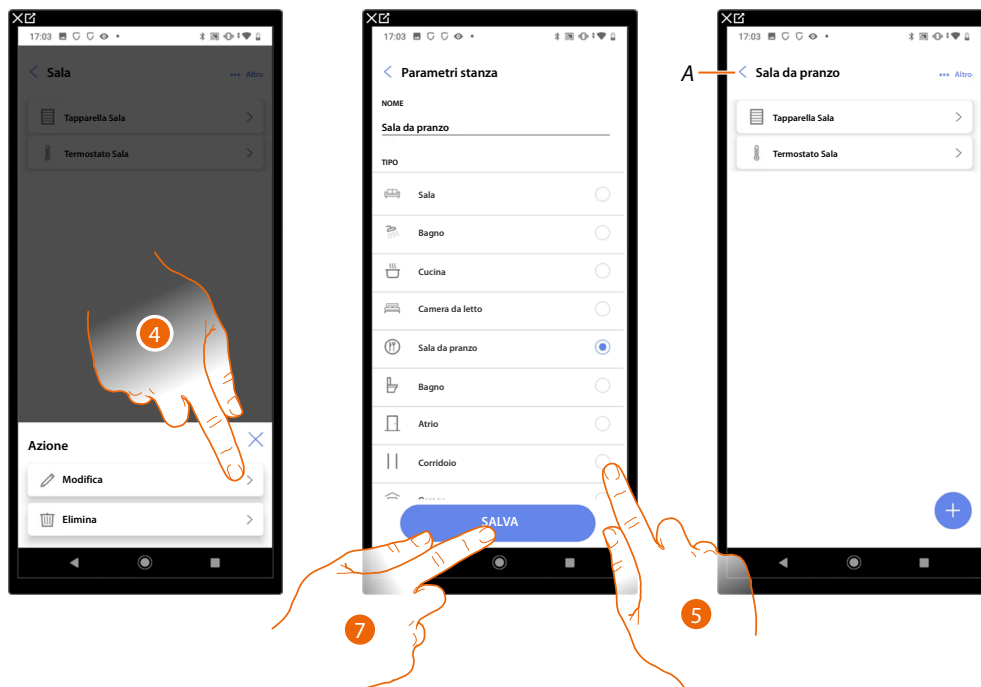 17:03
Sala
Altro
Tapparella Sala
Termostato Sala
4
Azione
Modifica
Elimina
17:03
Parametri stanza
NOME
Sala da pranzo
TIPO
Sala
Bagno
Cucina
Camera da letto
Sala da pranzo
Bagno
Atrio
Corridoio
SALVA
7
5
17:03
A
Sala da pranzo
Altro
Tapparella Sala
Termostato Sala